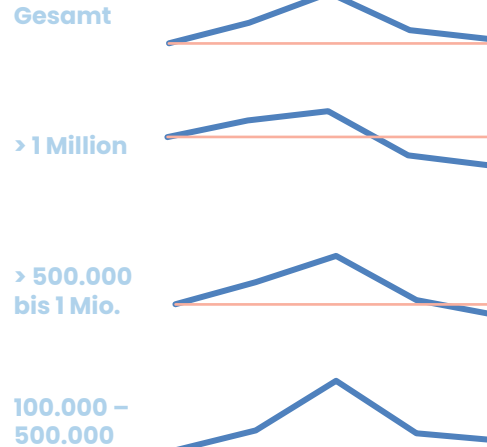 Gesamt
> 1 Million
> 500.000
bis 1 Mio.
100.000 –
500.000